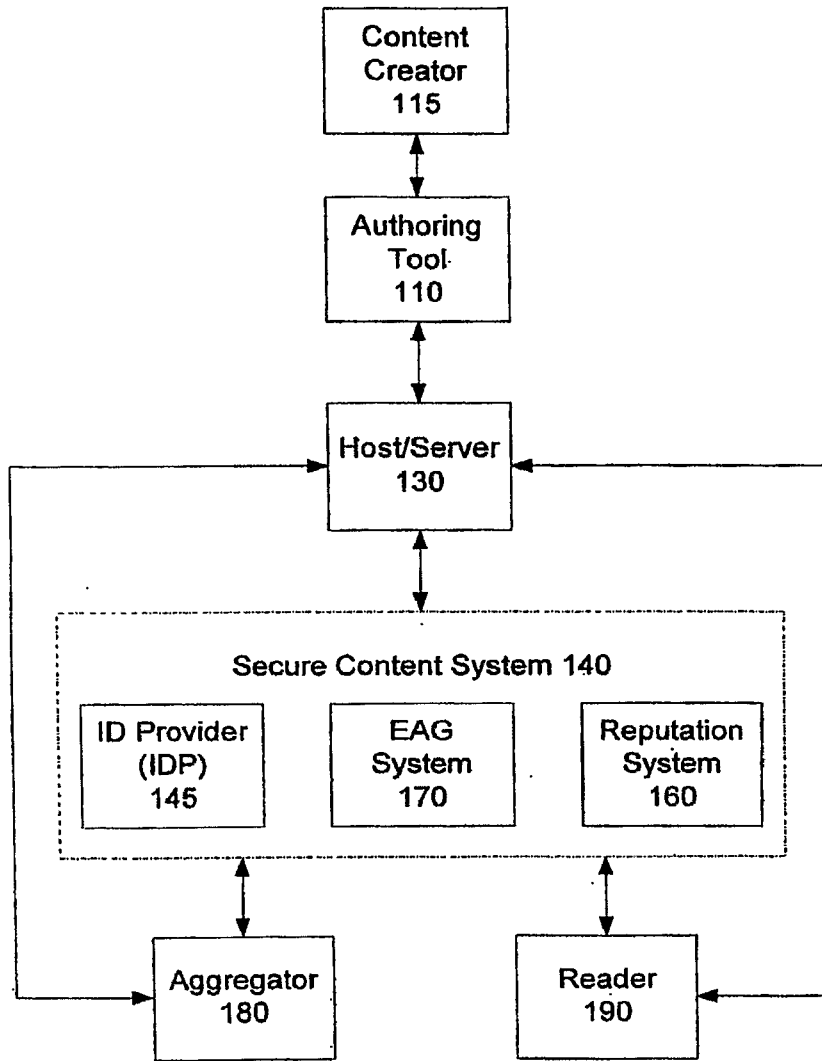 Content
Creator
115
Authoring
Tool
110
Host/Server
130
Secure Content System 140
ID Provider
(IDP)
145
EAG
System
170
Reputation
System
160
Aggregator
180
Reader
190